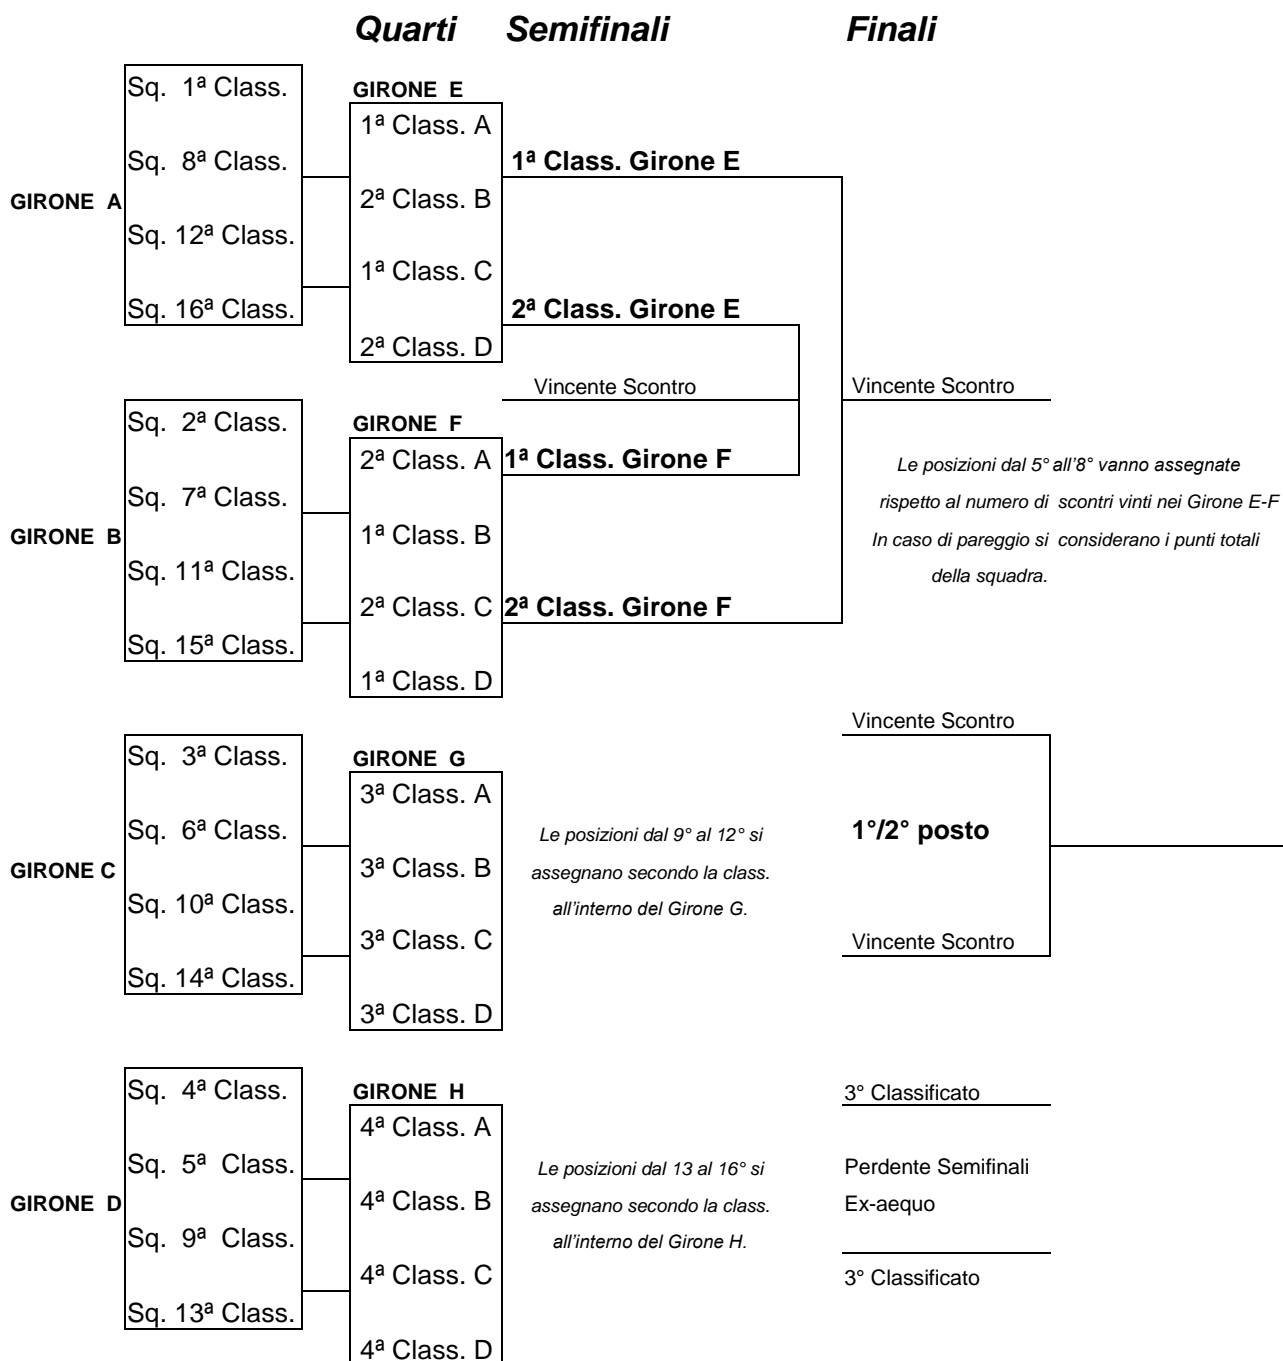 Quarti Semifinali Finali
GIRONE A
Sq. 1ª Class.
Sq. 8ª Class.
Sq. 12ª Class.
Sq. 16ª Class.
GIRONE B
Sq. 2ª Class.
Sq. 7ª Class.
Sq. 11ª Class.
Sq. 15ª Class.
GIRONE C
Sq. 3ª Class.
Sq. 6ª Class.
Sq. 10ª Class.
Sq. 14ª Class.
GIRONE D
Sq. 4ª Class.
Sq. 5ª Class.
Sq. 9ª Class.
Sq. 13ª Class.
GIRONE E
1ª Class. A
2ª Class. B
1ª Class. C
2ª Class. D
GIRONE F
2ª Class. A
1ª Class. B
2ª Class. C
1ª Class. D
GIRONE G
3ª Class. A
3ª Class. B
3ª Class. C
3ª Class. D
GIRONE H
4ª Class. A
4ª Class. B
4ª Class. C
4ª Class. D
1ª Class. Girone E
2ª Class. Girone E
Vincente Scontro
1ª Class. Girone F
2ª Class. Girone F
Le posizioni dal 9° al 12° si
assegnano secondo la class.
all'interno del Girone G.
Le posizioni dal 13 al 16° si
assegnano secondo la class.
all'interno del Girone H.
Vincente Scontro
Le posizioni dal 5° all'8° vanno assegnate
rispetto al numero di scontri vinti nei Girone E-F
In caso di pareggio si considerano i punti totali
della squadra.
Vincente Scontro
1°/2° posto
Vincente Scontro
3° Classificato
Perdente Semifinali
Ex-aequo
3° Classificato